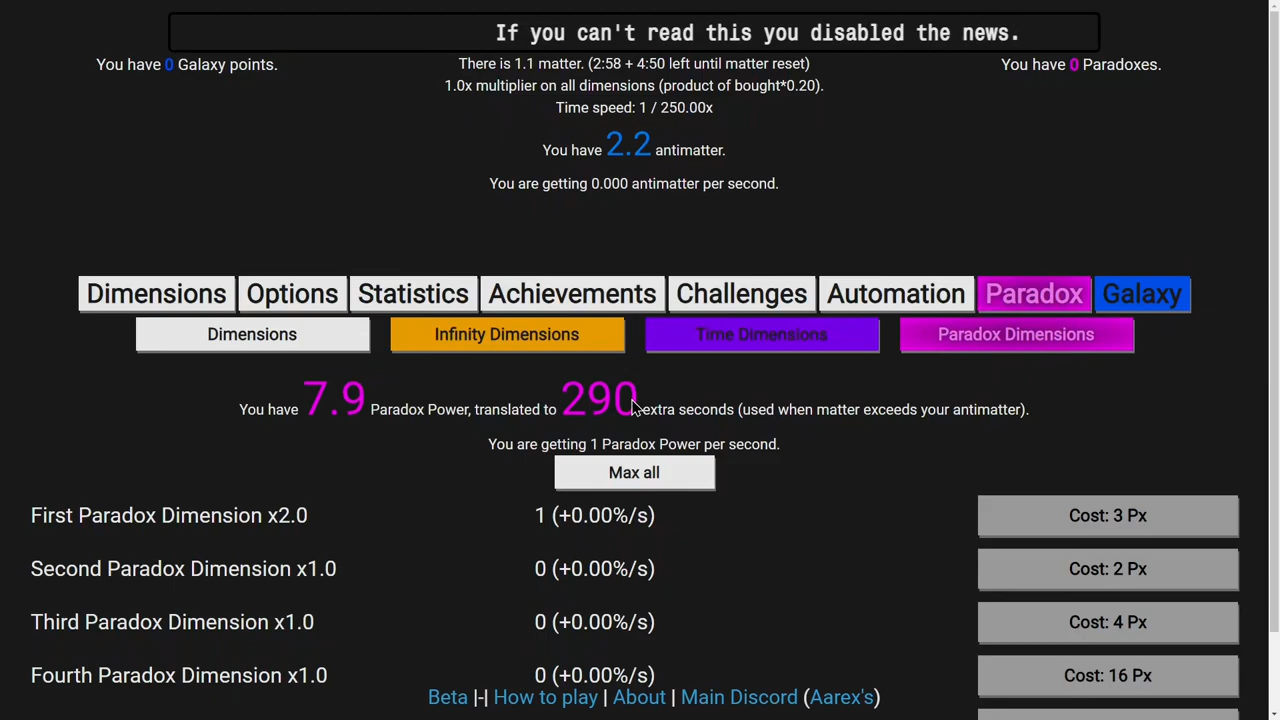 If you can't read this you disabled the news.
You have 0 Galaxy points.
There is 1.1 matter. (2:58 + 4:50 left until matter reset)
You have 0 Paradoxes.
1.0x multiplier on all dimensions (product of bought*0.20).
Time speed: 1 / 250.00x
You have 2.2 antimatter.
You are getting 0.000 antimatter per second.
Dimensions Options Statistics Achievements Challenges Automation Paradox Galaxy
Dimensions Infinity Dimensions Time Dimensions Paradox Dimensions
You have 7.9 Paradox Power, translated to 290 extra seconds (used when matter exceeds your antimatter).
You are getting 1 Paradox Power per second.
Max all
First Paradox Dimension x2.0 1 (+0.00%/s) Cost: 3 Px
Second Paradox Dimension x1.0 0 (+0.00%/s) Cost: 2 Px
Third Paradox Dimension x1.0 0 (+0.00%/s) Cost: 4 Px
Fourth Paradox Dimension x1.0 0 (+0.00%/s) Cost: 16 Px
Beta |-| How to play | About | Main Discord (Aarex's)